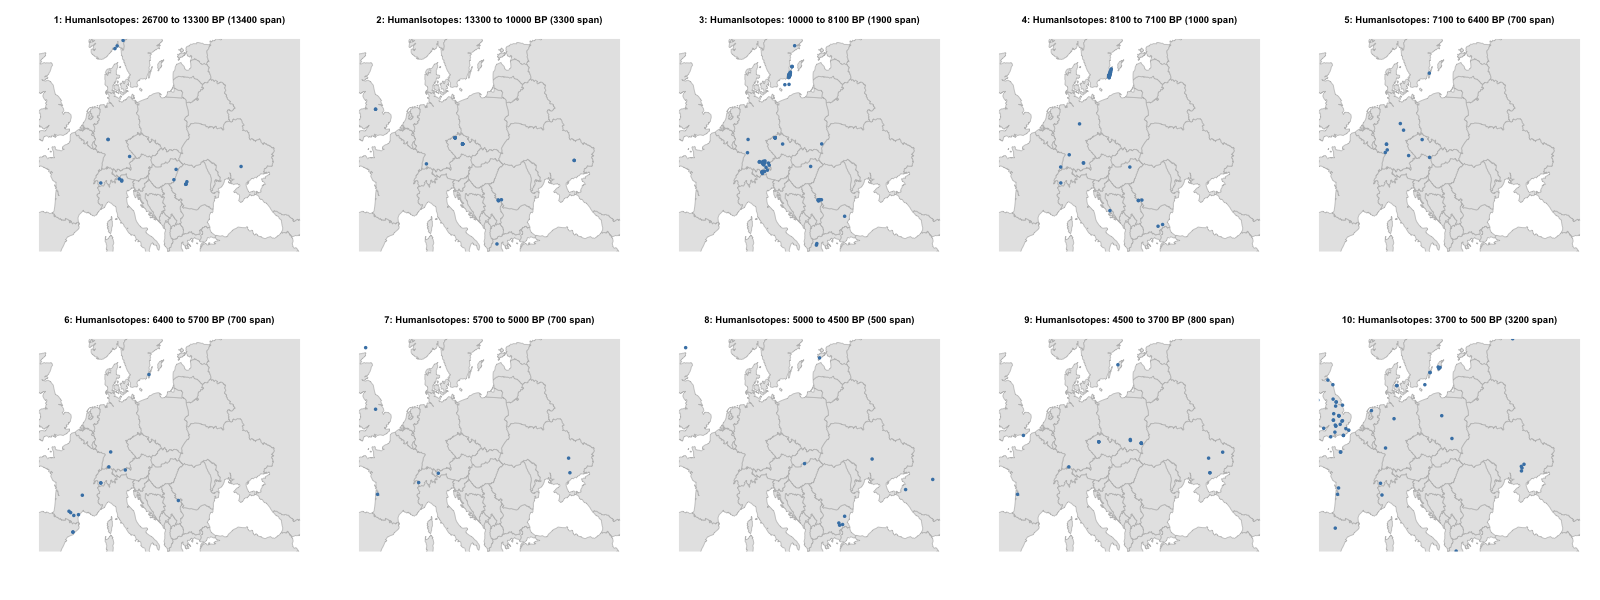 1: HumanIsotopes: 26700 to 13300 BP (13400 span)
2: HumanIsotopes: 13300 to 10000 BP (3300 span)
3: HumanIsotopes: 10000 to 8100 BP (1900 span)
4: HumanIsotopes: 8100 to 7100 BP (1000 span)
5: HumanIsotopes: 7100 to 6400 BP (700 span)
6: HumanIsotopes: 6400 to 5700 BP (700 span)
7: HumanIsotopes: 5700 to 5000 BP (700 span)
8: HumanIsotopes: 5000 to 4500 BP (500 span)
9: HumanIsotopes: 4500 to 3700 BP (800 span)
10: HumanIsotopes: 3700 to 500 BP (3200 span)